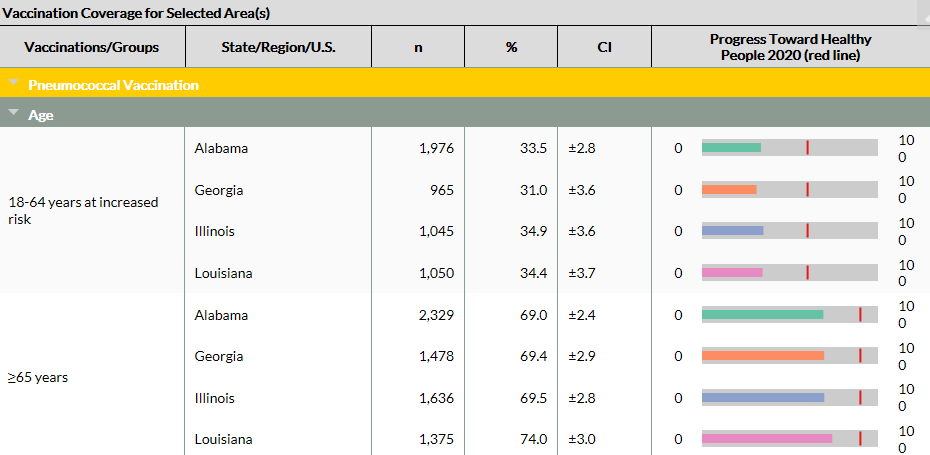 Vaccination Coverage for Selected Area(s)
Vaccinations/Groups State/Region/U.S. n % CI Progress Toward Healthy
People 2020 (red line)
Pneumococcal Vaccination
Age
18-64 years at increased
risk
Alabama 1,976 33.5 ±2.8 0 10
0
Georgia 965 31.0 ±3.6 0 10
0
Illinois 1,045 34.9 ±3.6 0 10
0
Louisiana 1,050 34.4 ±3.7 0 10
0
≥65 years
Alabama 2,329 69.0 ±2.4 0 10
0
Georgia 1,478 69.4 ±2.9 0 10
0
Illinois 1,636 69.5 ±2.8 0 10
0
Louisiana 1,375 74.0 ±3.0 0 10
0